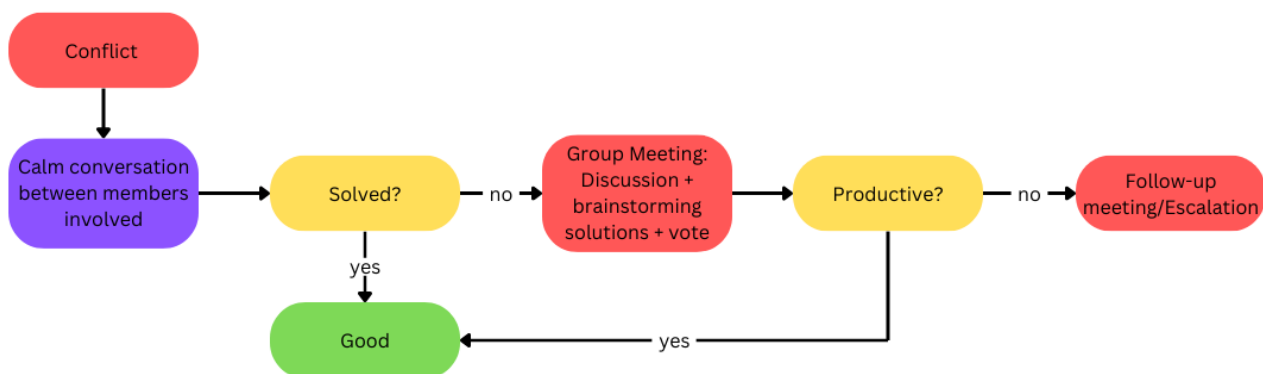 Conflict
Calm conversation
between members
involved
Solved?
no
Group Meeting:
Discussion +
brainstorming
solutions + vote
Productive?
no
Follow-up
meeting/Escalation
yes
Good
yes